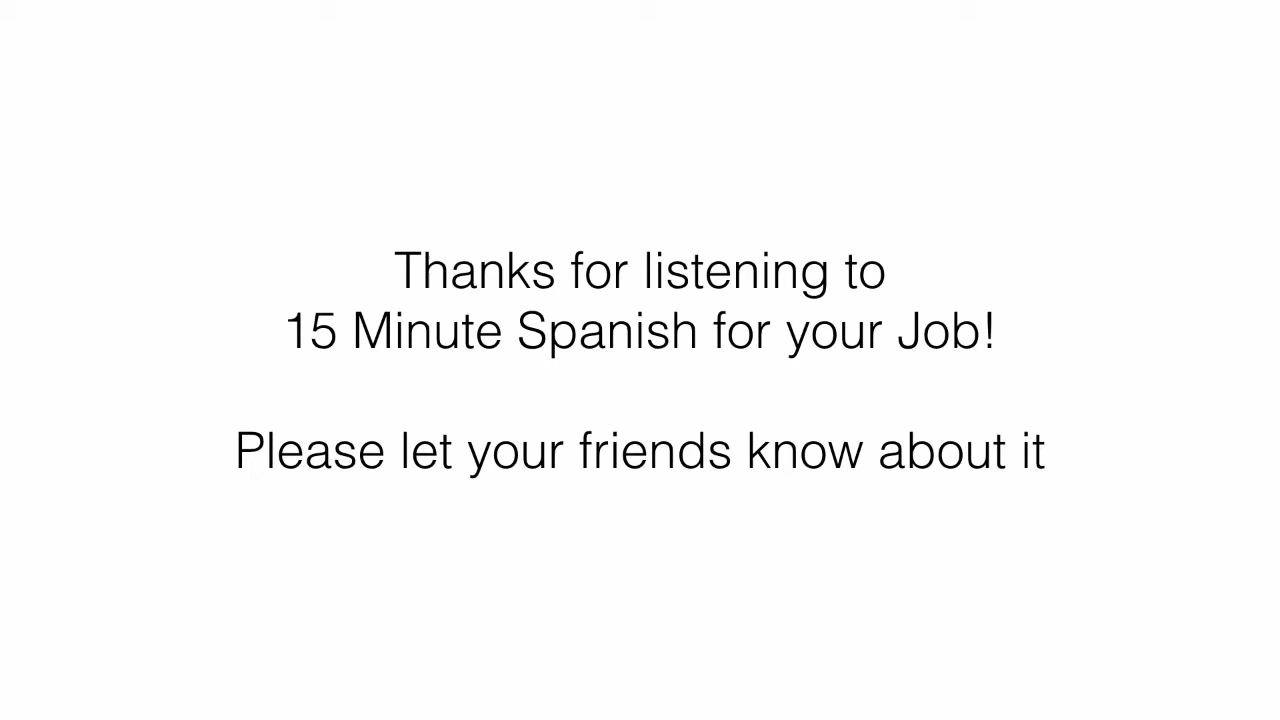 Thanks for listening to
15 Minute Spanish for your Job!
Please let your friends know about it